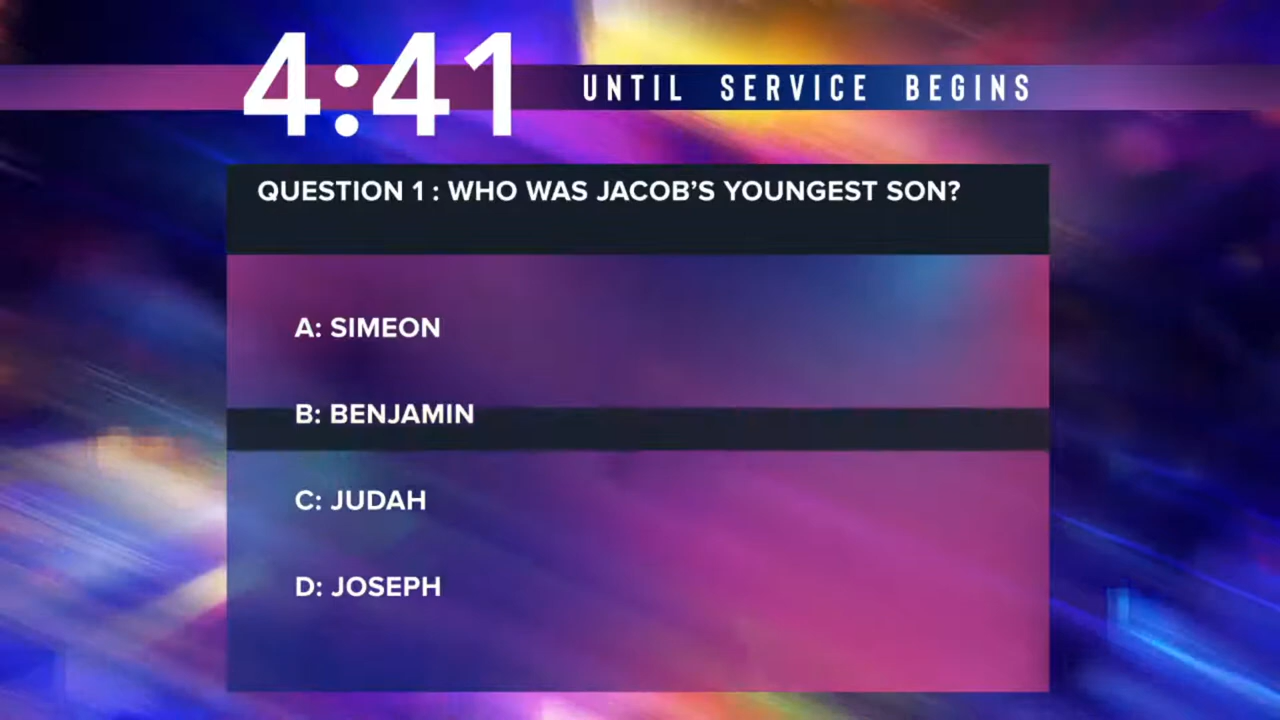 4:41 UNTIL SERVICE BEGINS
QUESTION 1 : WHO WAS JACOB’S YOUNGEST SON?
A: SIMEON
B: BENJAMIN
C: JUDAH
D: JOSEPH